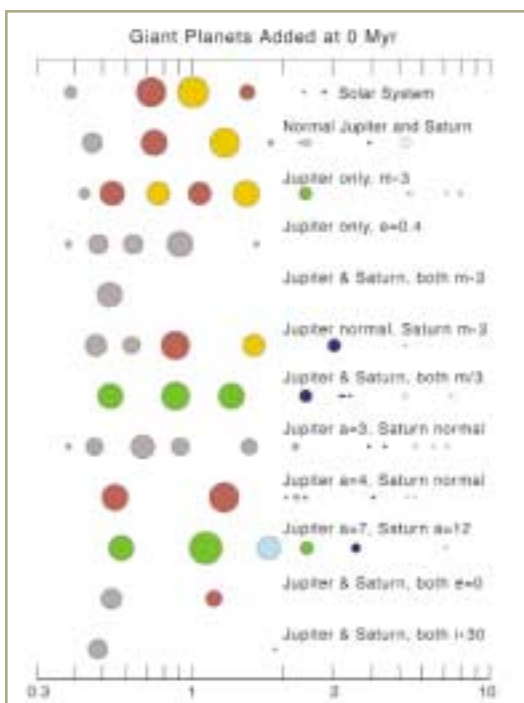 Giant Planets Added at 0 Myr
Solar System
Normal Jupiter and Saturn
Jupiter only, m=3
Jupiter only, e=0.4
Jupiter & Saturn, both m=3
Jupiter normal, Saturn m=3
Jupiter & Saturn, both m/3
Jupiter a=3, Saturn normal
Jupiter a=4, Saturn normal
Jupiter a=7, Saturn a=12
Jupiter & Saturn, both e=0
Jupiter & Saturn, both i=30
0.3 1 3 10